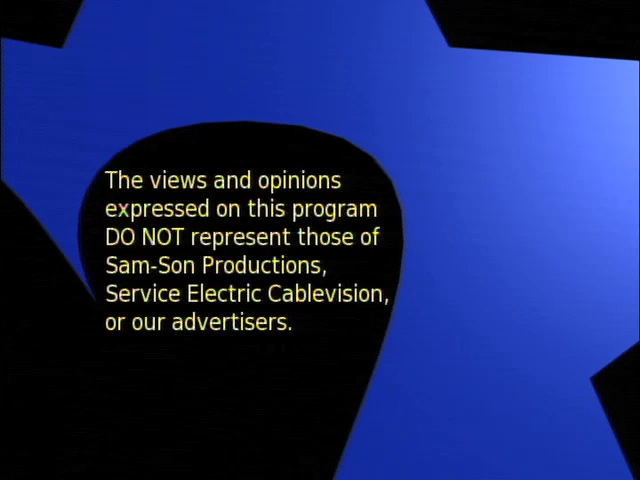 The views and opinions
expressed on this program
DO NOT represent those of
Sam-Son Productions,
Service Electric Cablevision,
or our advertisers.